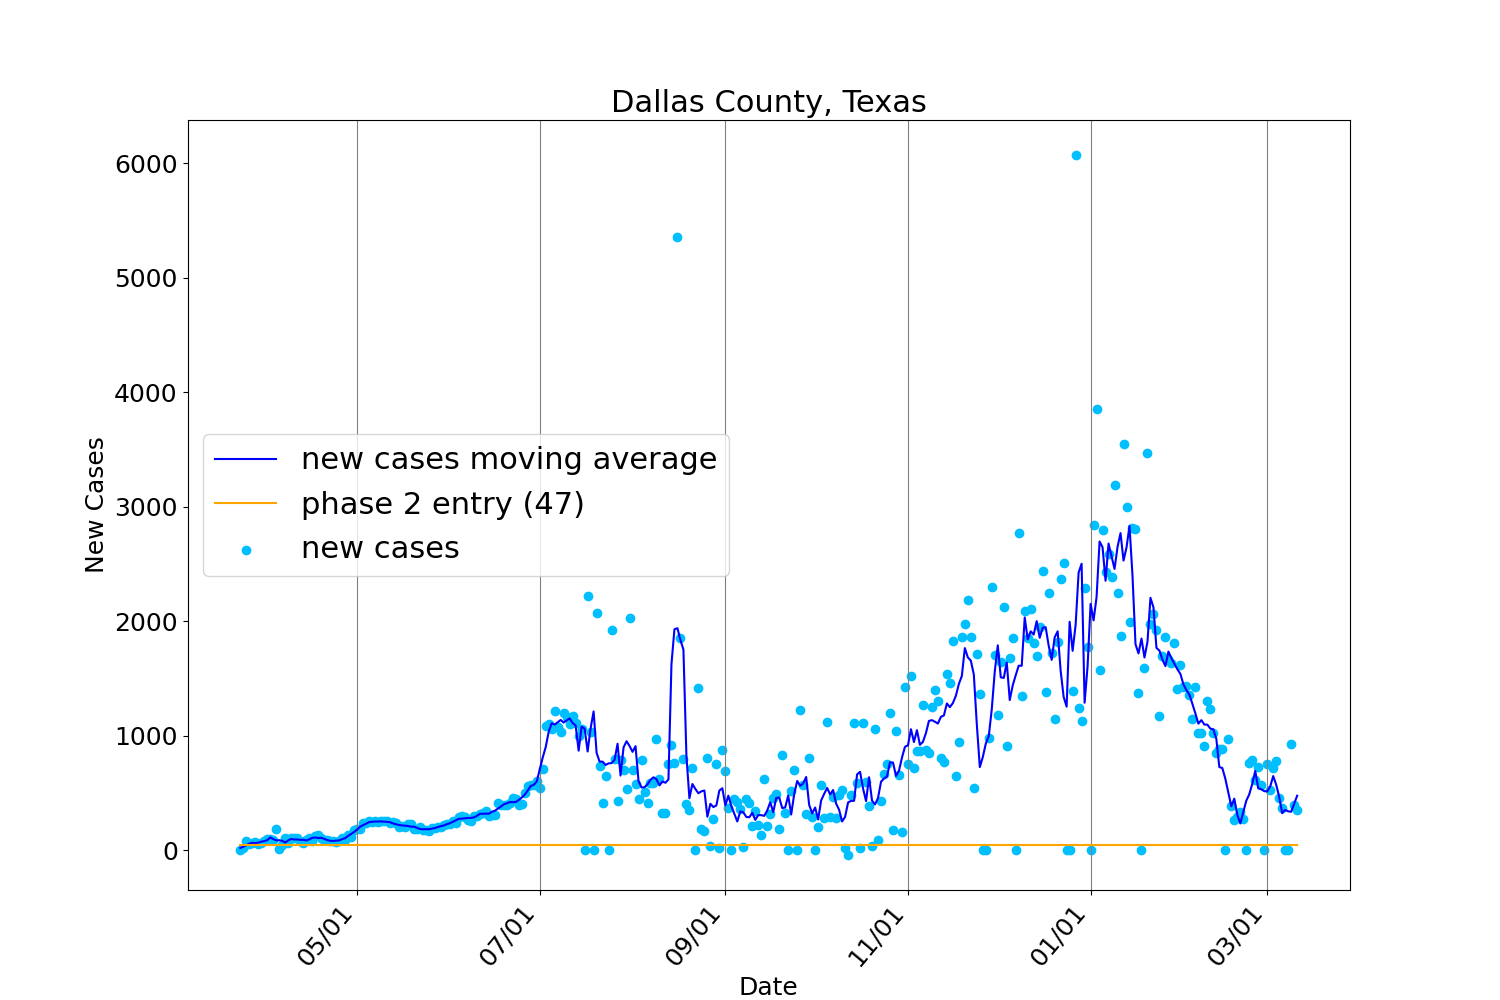 Dallas County, Texas
New Cases
6000
5000
4000
3000
2000
1000
0
new cases moving average
phase 2 entry (47)
new cases
05/01
07/01
09/01
11/01
01/01
03/01
Date